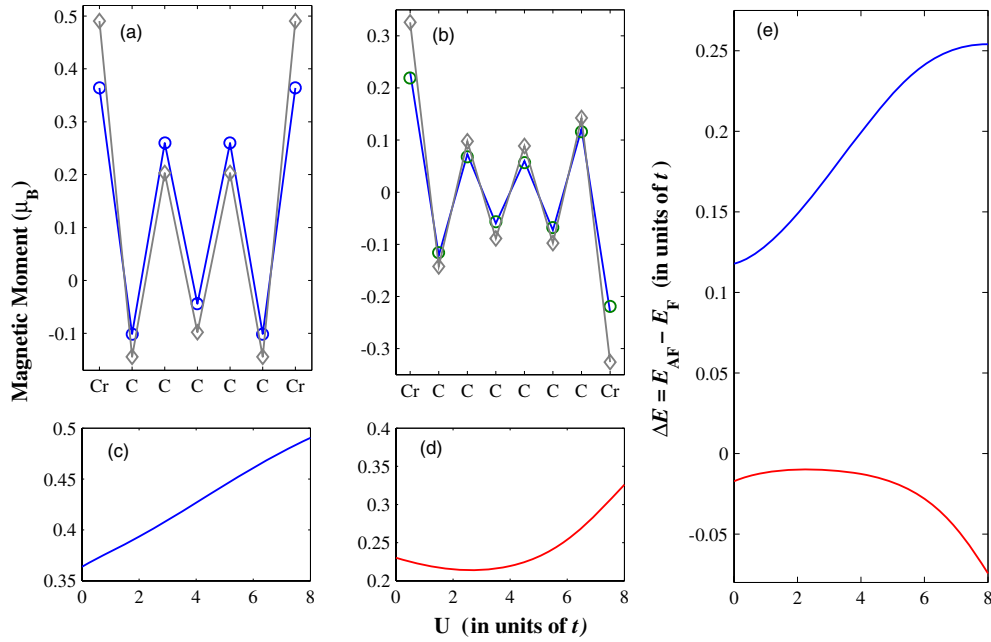 Magnetic Moment (μB)
(a)
0.5
0.4
0.3
0.2
0.1
0
-0.1
Cr C C C C C Cr
(b)
0.3
0.2
0.1
0
-0.1
-0.2
-0.3
Cr C C C C C Cr
(c)
0.5
0.45
0.4
0.35
0 2 4 6 8
(d)
0.4
0.3
0.2
0 2 4 6 8
U (in units of t)
ΔE = EAF − EF (in units of t)
(e)
0.25
0.2
0.15
0.1
0.05
0
-0.05
0 2 4 6 8